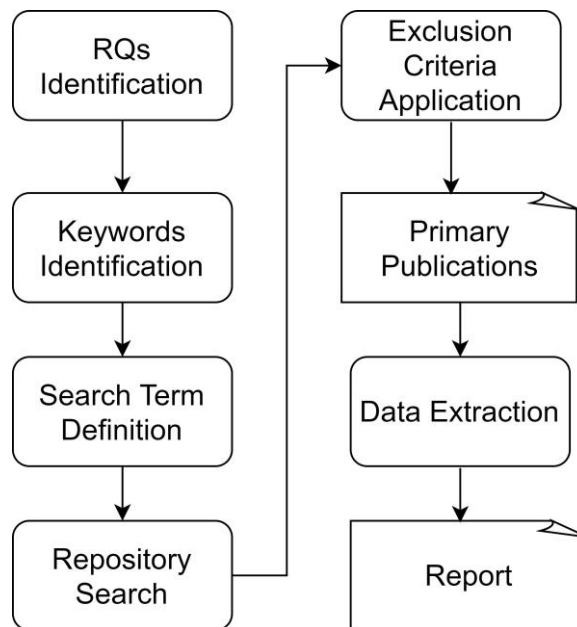 RQs
Identification
Keywords
Identification
Search Term
Definition
Repository
Search
Exclusion
Criteria
Application
Primary
Publications
Data Extraction
Report